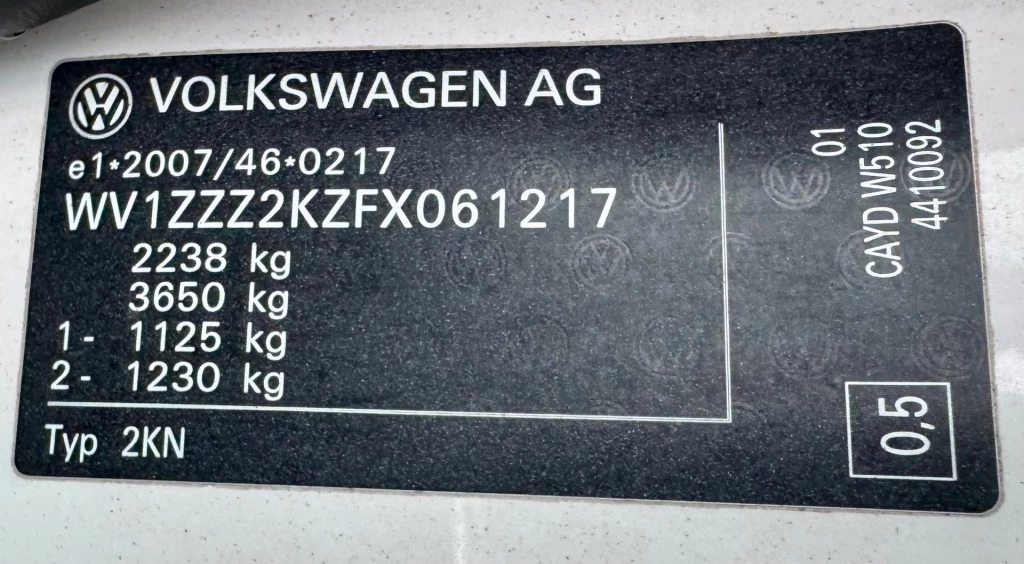 VOLKSWAGEN AG
e1*2007/46*0217
WV1ZZZ2KZFX061217
2238 kg
3650 kg
1- 1125 kg
2- 1230 kg
Typ 2KN
01
CAYD W510
4410092
0,5